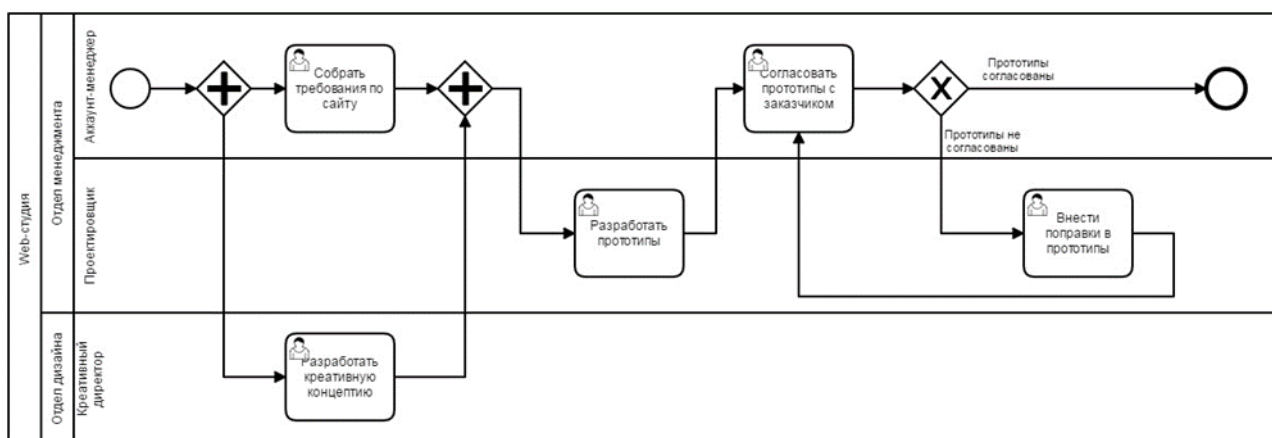 Web-студия
Отдел менеджмента
Аккаунт-менеджер
Собрать
требования по
сайту
Согласовать
прототипы с
заказчиком
Прототипы
согласованы
Прототипы не
согласованы
Проектировщик
Разработать
прототипы
Внести
поправки в
прототипы
Отдел дизайна
Креативный
директор
Разработать
креативную
концептию